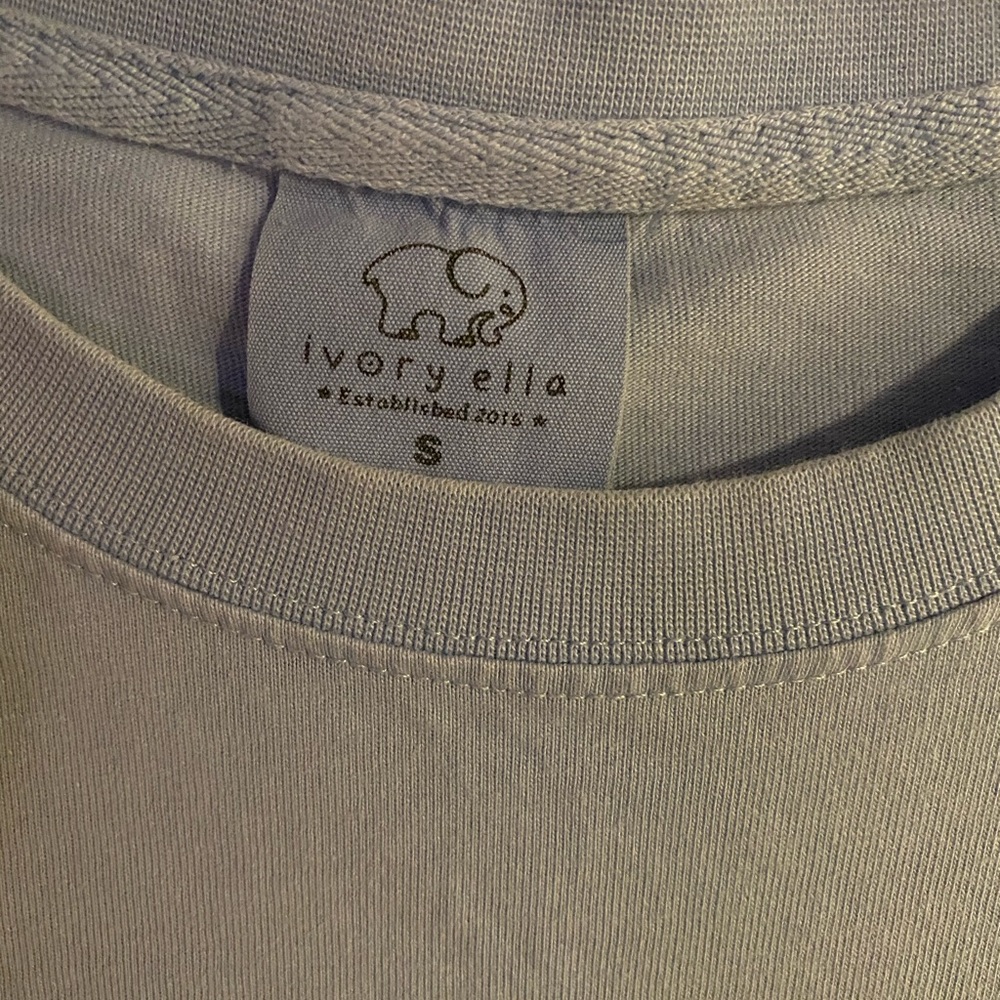 ivory ella
★ Established 2015 ★
S